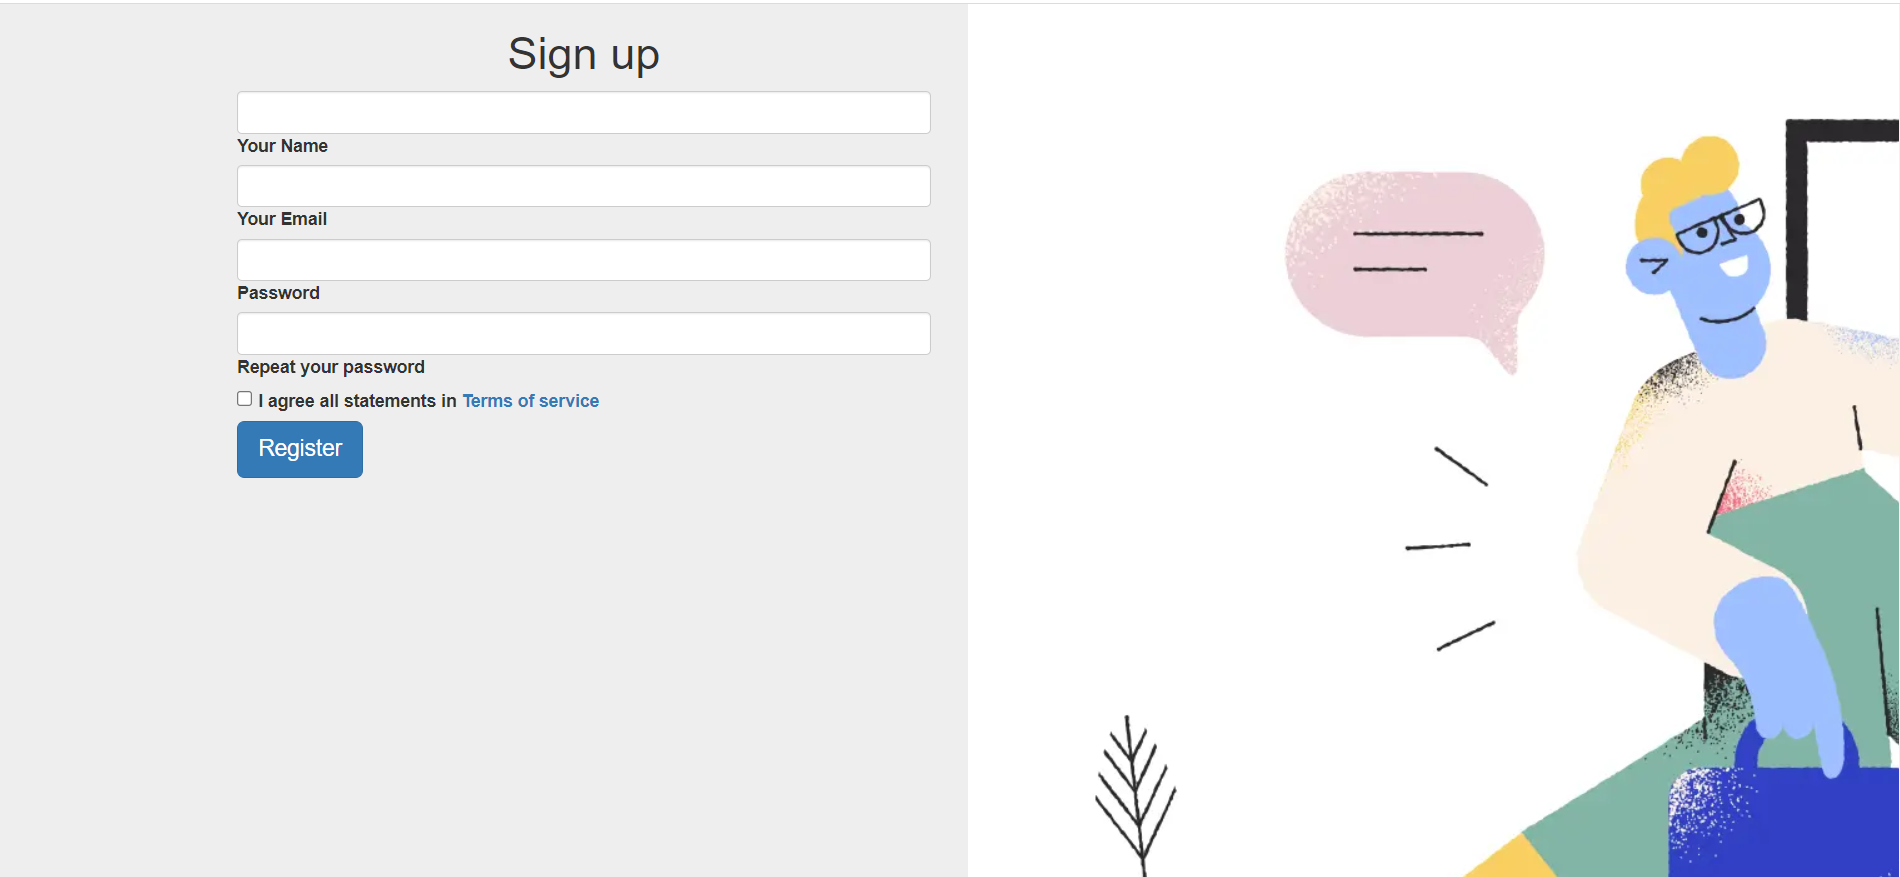 Sign up
Your Name
Your Email
Password
Repeat your password
I agree all statements in Terms of service
Register